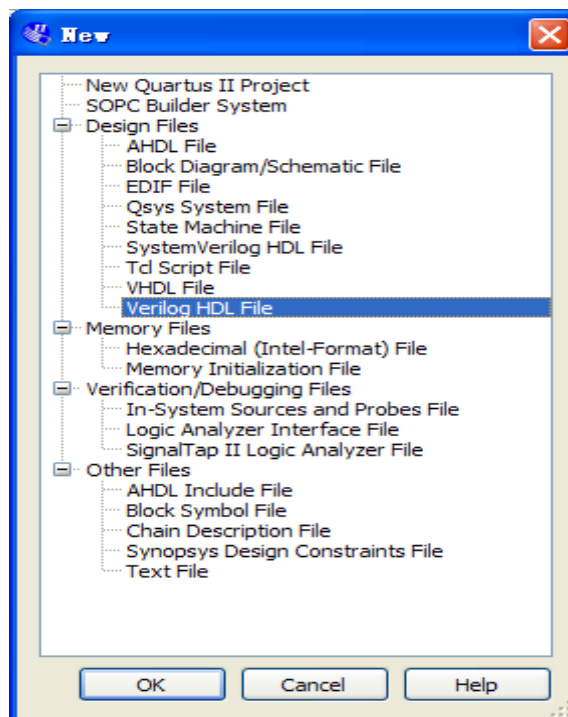 New
New Quartus II Project
SOPC Builder System
Design Files
AHDL File
Block Diagram/Schematic File
EDIF File
Qsys System File
State Machine File
SystemVerilog HDL File
Tcl Script File
VHDL File
Verilog HDL File
Memory Files
Hexadecimal (Intel-Format) File
Memory Initialization File
Verification/Debugging Files
In-System Sources and Probes File
Logic Analyzer Interface File
SignalTap II Logic Analyzer File
Other Files
AHDL Include File
Block Symbol File
Chain Description File
Synopsys Design Constraints File
Text File
OK Cancel Help